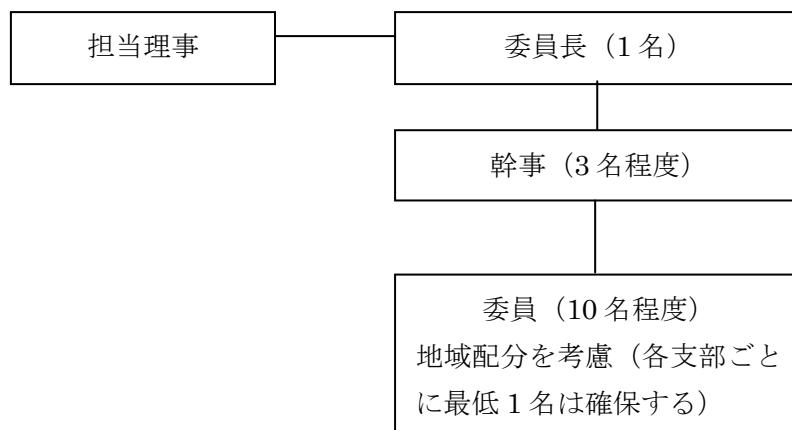 担当理事
委員長（1 名）
幹事（3 名程度）
委員（10 名程度）
地域配分を考慮（各支部ごと
に最低 1 名は確保する）